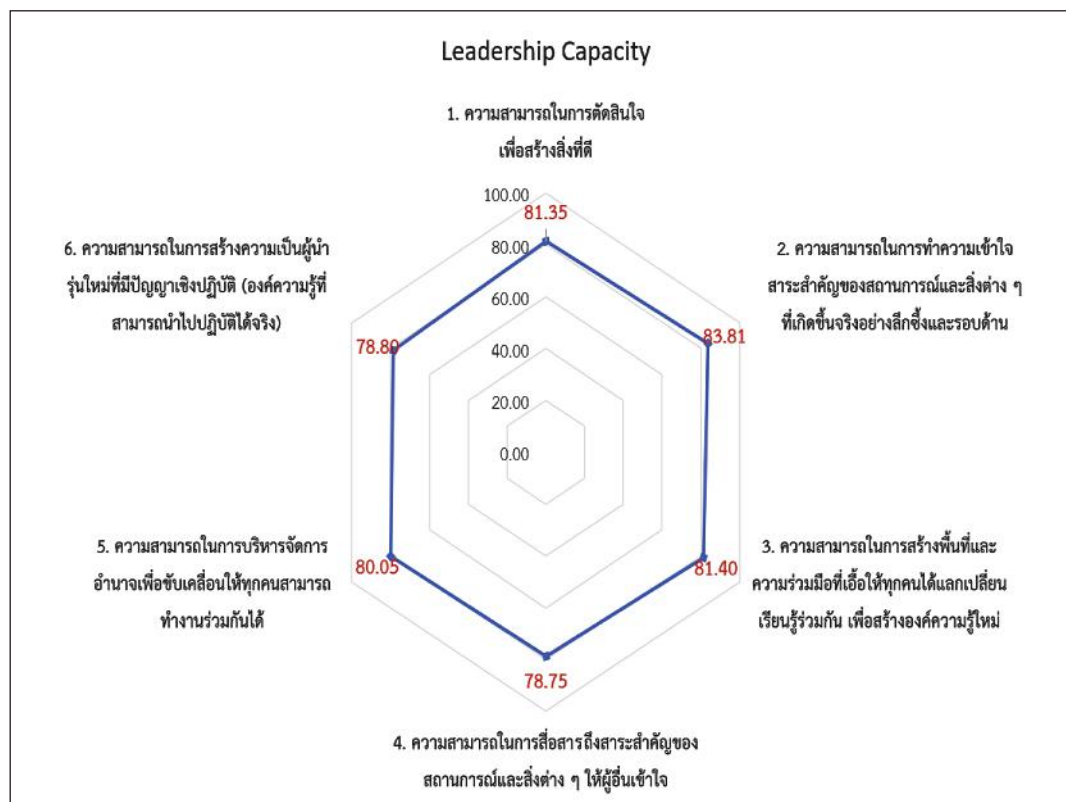 Leadership Capacity
1. ความสามารถในการตัดสินใจ
เพื่อสร้างสิ่งที่ดี
100.00
81.35
80.00
60.00
40.00
20.00
0.00
2. ความสามารถในการทำความเข้าใจ
สาระสำคัญของสถานการณ์และสิ่งต่าง ๆ
ที่เกิดขึ้นจริงอย่างลึกซึ้งและรอบด้าน
83.81
3. ความสามารถในการสร้างพื้นที่และ
ความร่วมมือที่เอื้อให้ทุกคนได้แลกเปลี่ยน
เรียนรู้ร่วมกัน เพื่อสร้างองค์ความรู้ใหม่
81.40
78.75
4. ความสามารถในการสื่อสารถึงสาระสำคัญของ
สถานการณ์และสิ่งต่าง ๆ ให้ผู้อื่นเข้าใจ
5. ความสามารถในการบริหารจัดการ
อำนาจเพื่อขับเคลื่อนให้ทุกคนสามารถ
ทำงานร่วมกันได้
80.05
6. ความสามารถในการสร้างความเป็นผู้นำ
รุ่นใหม่ที่มีปัญญาเชิงปฏิบัติ (องค์ความรู้ที่
สามารถนำไปปฏิบัติได้จริง)
78.80